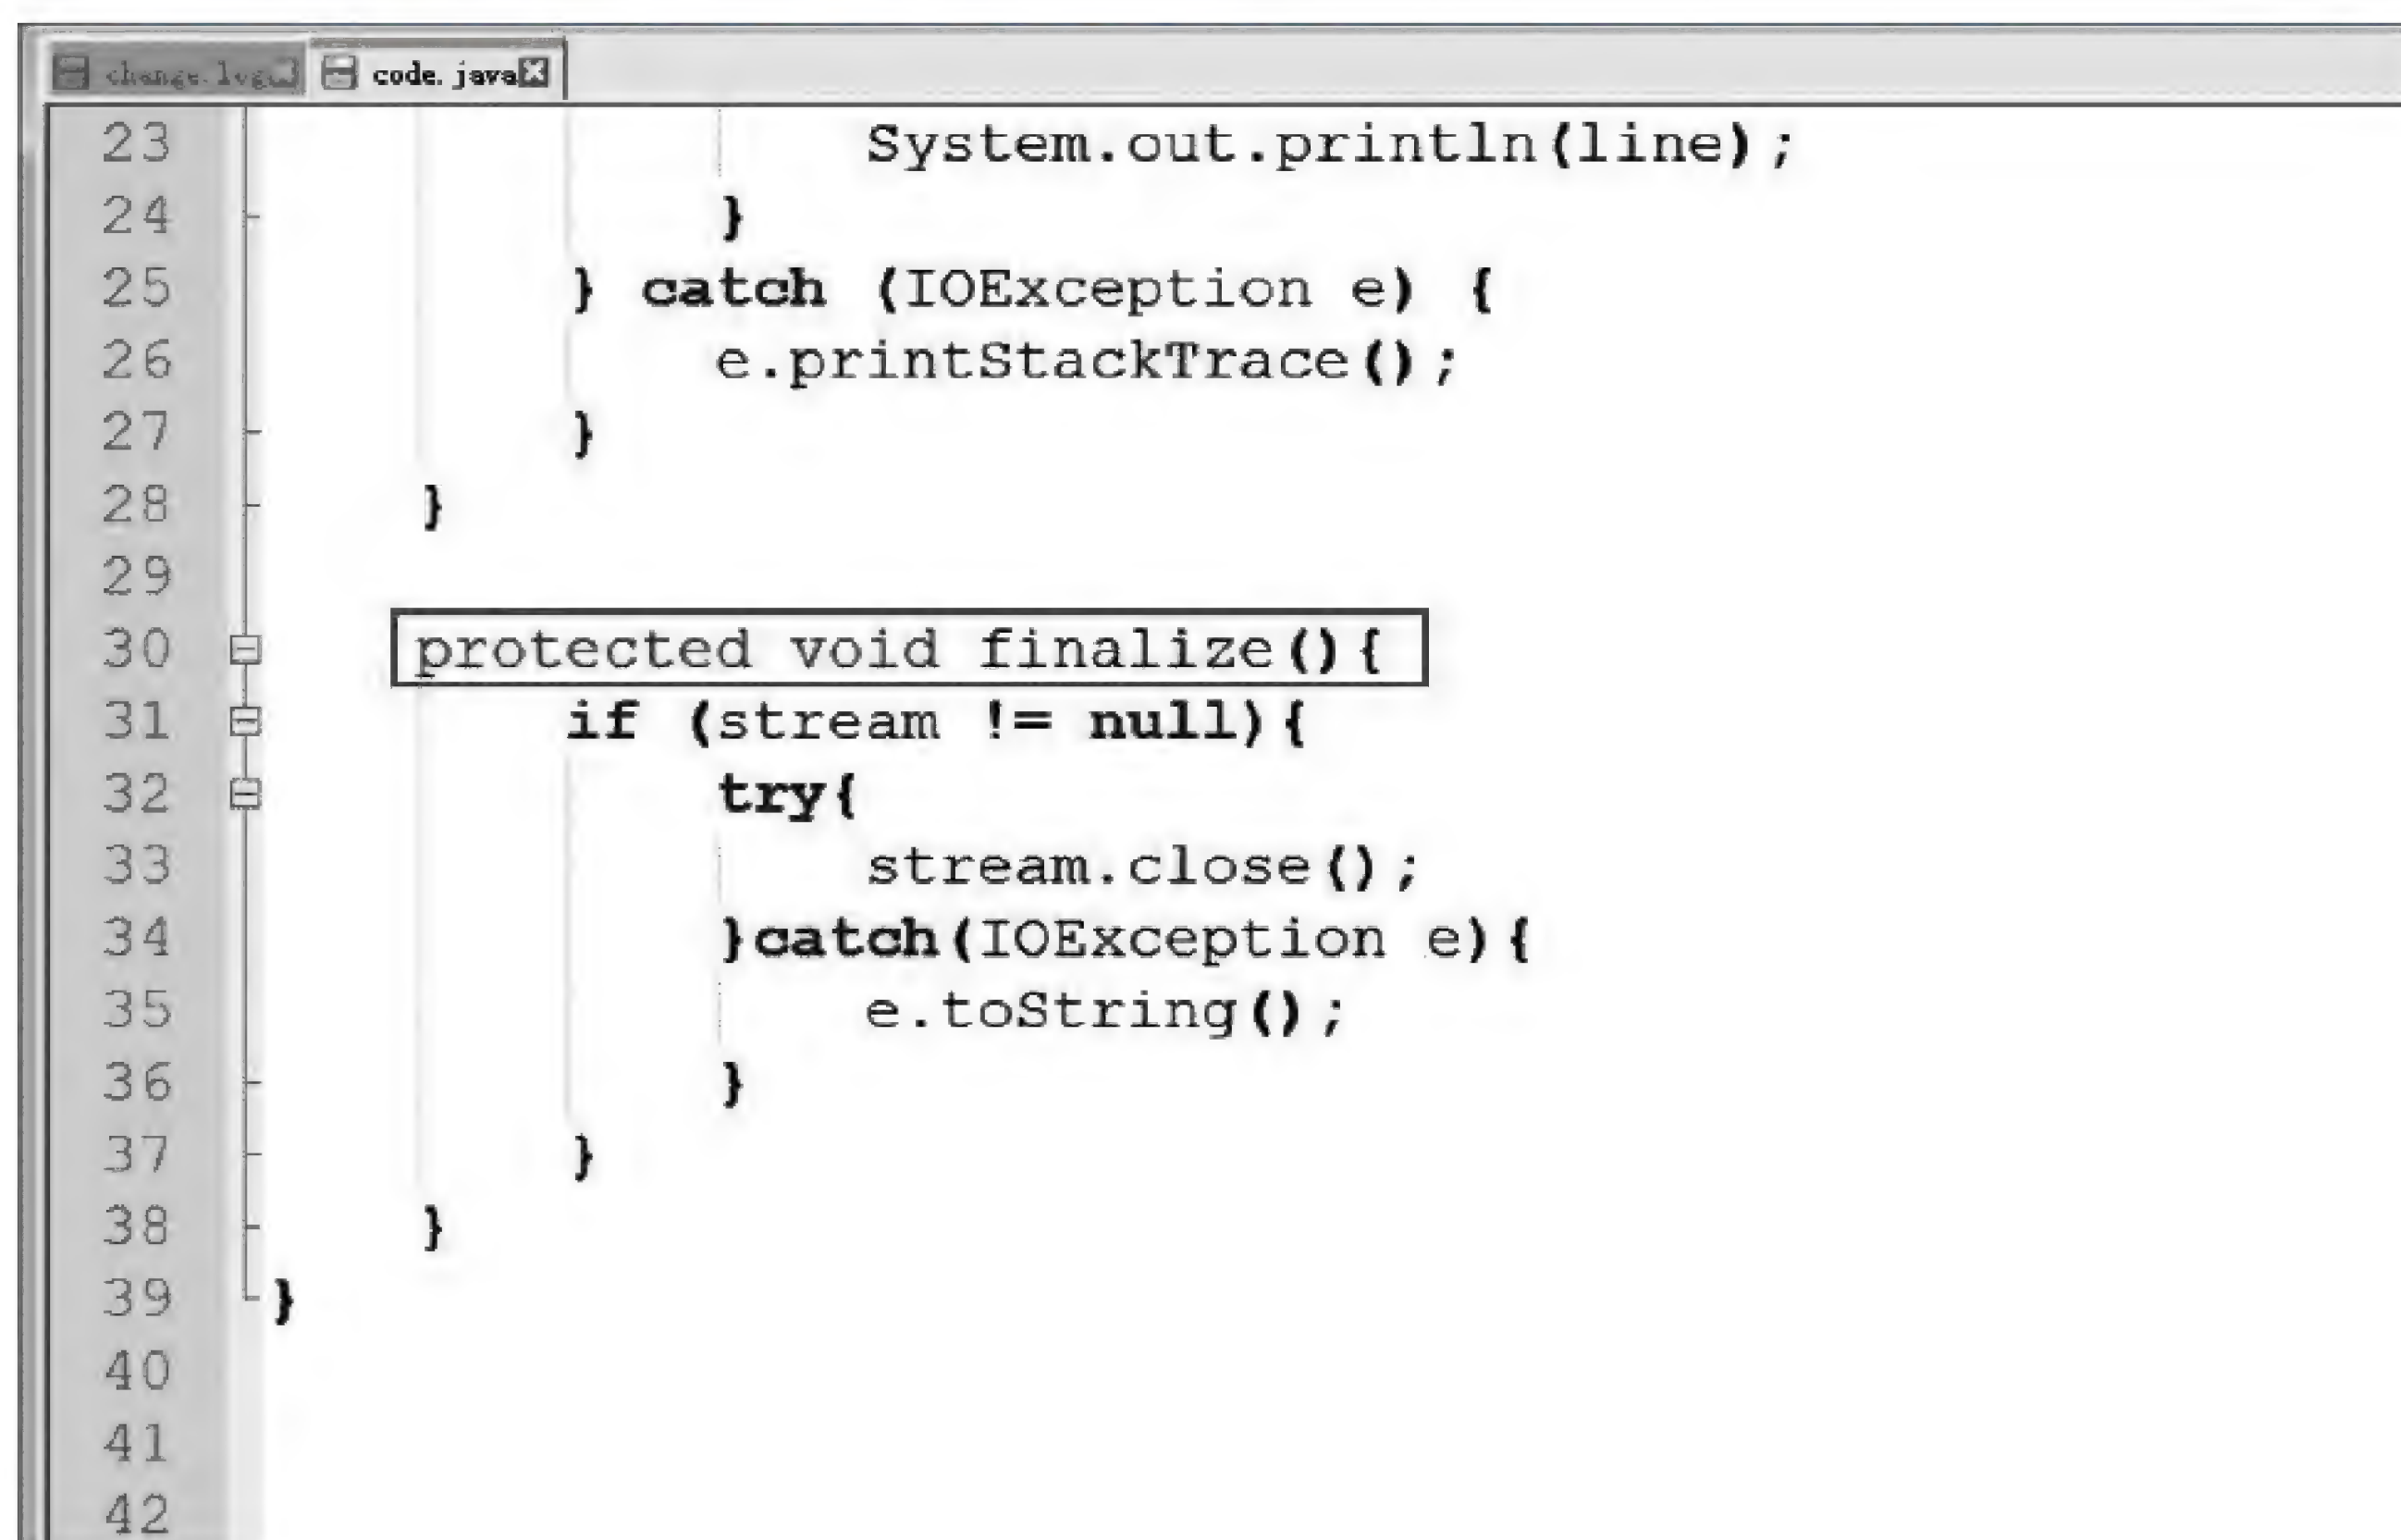 change.log code.java
23 System.out.println(line);
24 }
25 } catch (IOException e) {
26 e.printStackTrace();
27 }
28 }
29
30 protected void finalize(){
31 if (stream != null){
32 try{
33 stream.close();
34 }catch(IOException e){
35 e.toString();
36 }
37 }
38 }
39 }
40
41
42